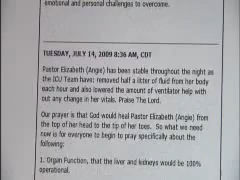 emotional and personal challenges to overcome.
TUESDAY, JULY 14, 2009 8:36 AM, CDT
Pastor Elizabeth (Angie) has been stable throughout the night as
the ICU Team have: removed half a litter of fluid from her body
each hour and also lowered the amount of ventilator help with
out any change in her vitals. Praise The Lord.
Our prayer is that God would heal Pastor Elizabeth (Angie) from
the top of her head to the tip of her toes. So what we need
now is for everyone to begin to pray specifically about the
following:
1. Organ Function, that the liver and kidneys would be 100%
operational.